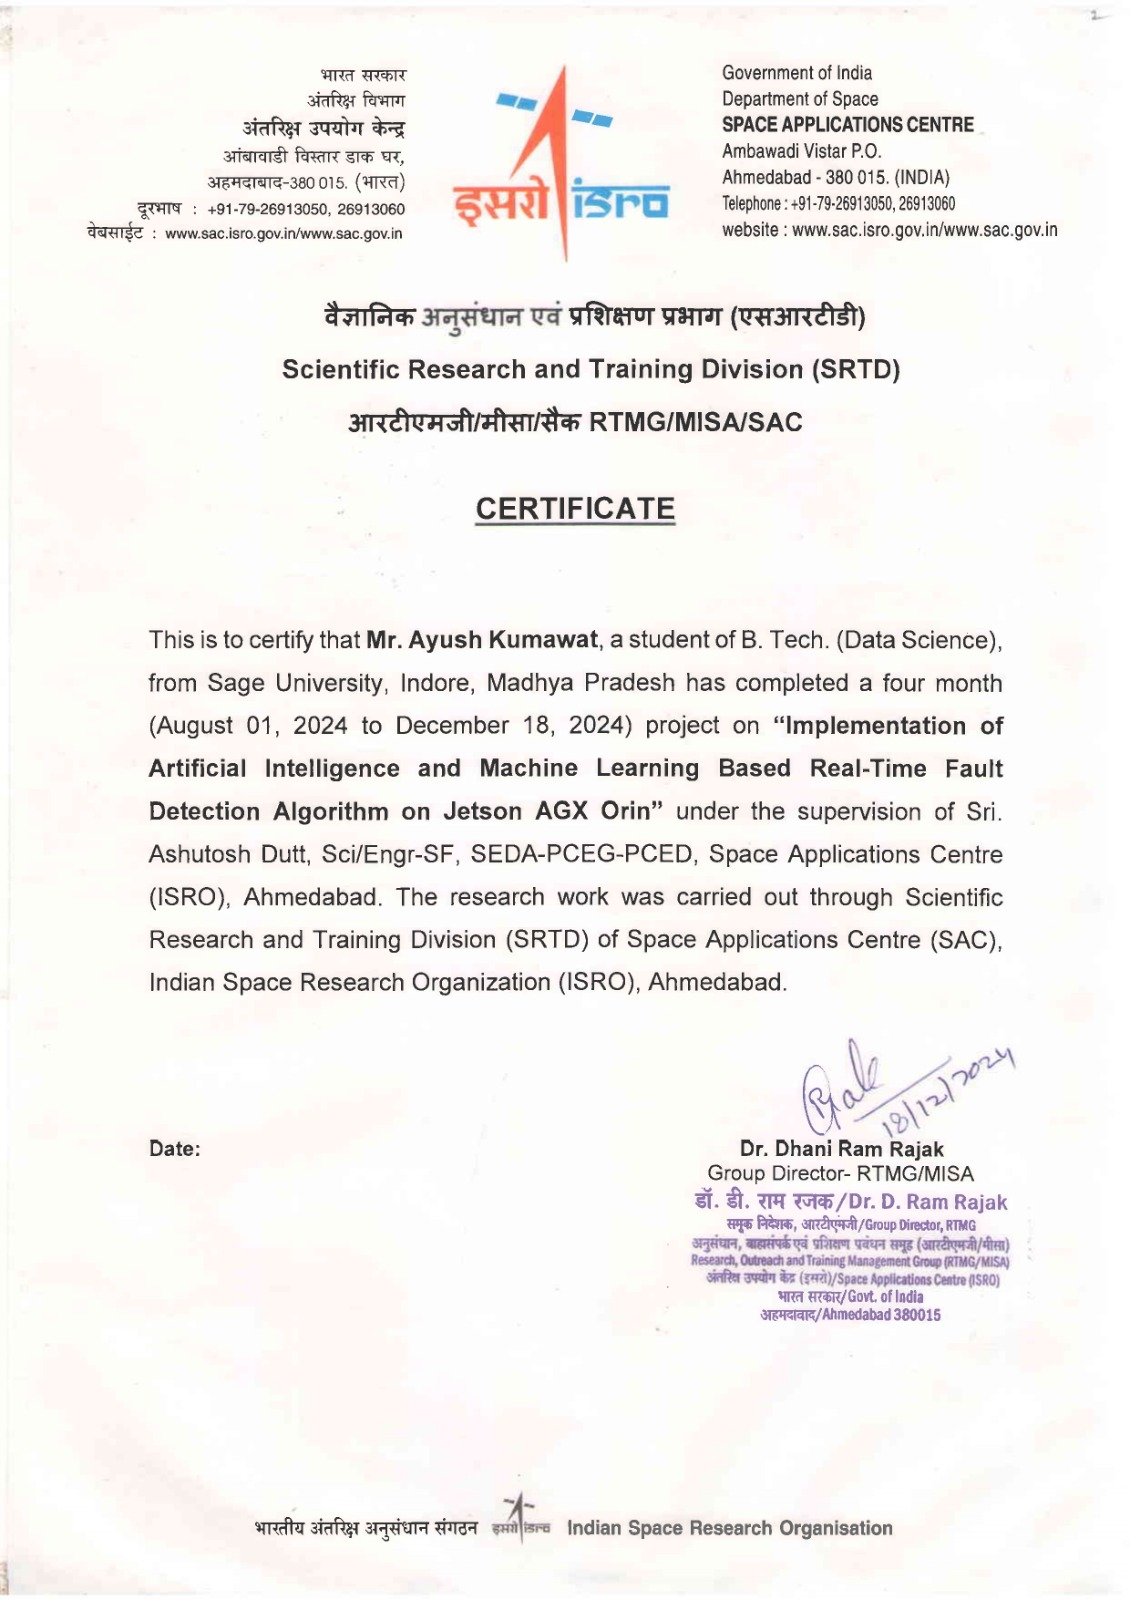 2
भारत सरकार
अंतरिक्ष विभाग
अंतरिक्ष उपयोग केन्द्र
आंबावाडी विस्तार डाक घर,
अहमदाबाद-380 015. (भारत)
दूरभाष : +91-79-26913050, 26913060
वेबसाईट : www.sac.isro.gov.in/www.sac.gov.in
इसरो isro
Government of India
Department of Space
SPACE APPLICATIONS CENTRE
Ambawadi Vistar P.O.
Ahmedabad - 380 015. (INDIA)
Telephone : +91-79-26913050, 26913060
website : www.sac.isro.gov.in/www.sac.gov.in
वैज्ञानिक अनुसंधान एवं प्रशिक्षण प्रभाग (एसआरटीडी)
Scientific Research and Training Division (SRTD)
आरटीएमजी/मीसा/सैक RTMG/MISA/SAC
CERTIFICATE
This is to certify that Mr. Ayush Kumawat, a student of B. Tech. (Data Science),
from Sage University, Indore, Madhya Pradesh has completed a four month
(August 01, 2024 to December 18, 2024) project on “Implementation of
Artificial Intelligence and Machine Learning Based Real-Time Fault
Detection Algorithm on Jetson AGX Orin” under the supervision of Sri.
Ashutosh Dutt, Sci/Engr-SF, SEDA-PCEG-PCED, Space Applications Centre
(ISRO), Ahmedabad. The research work was carried out through Scientific
Research and Training Division (SRTD) of Space Applications Centre (SAC),
Indian Space Research Organization (ISRO), Ahmedabad.
18/12/2024
Date:
Dr. Dhani Ram Rajak
Group Director- RTMG/MISA
डॉ. डी. राम रजक/Dr. D. Ram Rajak
समूह निदेशक, आरटीएमजी/Group Director, RTMG
अनुसंधान, बाह्यसंपर्क एवं प्रशिक्षण प्रबंधन समूह (आरटीएमजी/मीसा)
Research, Outreach and Training Management Group (RTMG/MISA)
अंतरिक्ष उपयोग केंद्र (इसरो)/Space Applications Centre (ISRO)
भारत सरकार/Govt. of India
अहमदाबाद/Ahmedabad 380015
भारतीय अंतरिक्ष अनुसंधान संगठन इसरो isro Indian Space Research Organisation